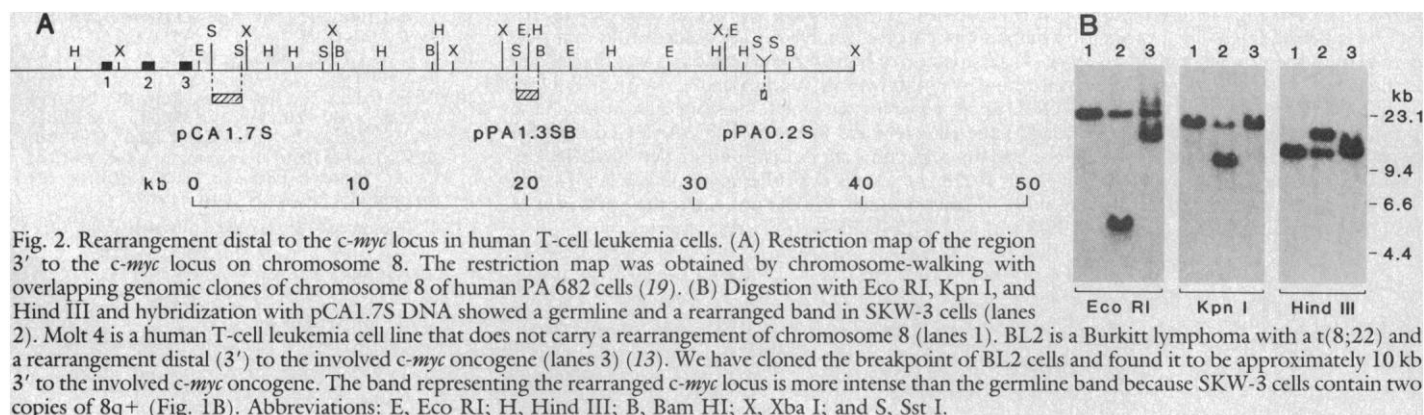 A
B
S X X H X E,H X,E S S
H X E S H H S B H B X S B E H E H H B X
1 2 3
pCA1.7S pPA1.3SB pPA0.2S
kb 0 10 20 30 40 50
1 2 3 1 2 3 1 2 3
kb
- 23.1
- 9.4
- 6.6
- 4.4
Eco RI Kpn I Hind III
Fig. 2. Rearrangement distal to the c-myc locus in human T-cell leukemia cells. (A) Restriction map of the region
3′ to the c-myc locus on chromosome 8. The restriction map was obtained by chromosome-walking with
overlapping genomic clones of chromosome 8 of human PA 682 cells (19). (B) Digestion with Eco RI, Kpn I, and
Hind III and hybridization with pCA1.7S DNA showed a germline and a rearranged band in SKW-3 cells (lanes
2). Molt 4 is a human T-cell leukemia cell line that does not carry a rearrangement of chromosome 8 (lanes 1). BL2 is a Burkitt lymphoma with a t(8;22) and
a rearrangement distal (3′) to the involved c-myc oncogene (lanes 3) (13). We have cloned the breakpoint of BL2 cells and found it to be approximately 10 kb
3′ to the involved c-myc oncogene. The band representing the rearranged c-myc locus is more intense than the germline band because SKW-3 cells contain two
copies of 8q+ (Fig. 1B). Abbreviations: E, Eco RI; H, Hind III; B, Bam HI; X, Xba I; and S, Sst I.